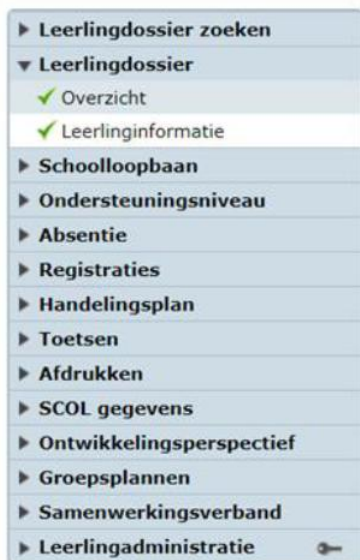 Leerlingdossier zoeken
Leerlingdossier
Overzicht
Leerlinginformatie
Schoolloopbaan
Ondersteuningsniveau
Absentie
Registraties
Handelingsplan
Toetsen
Afdrukken
SCOL gegevens
Ontwikkelingsperspectief
Groepsplannen
Samenwerkingsverband
Leerlingadministratie